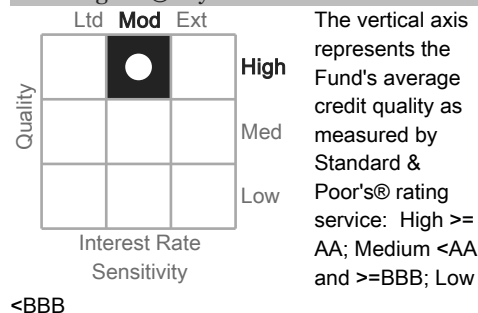 Ltd Mod Ext
Quality
High
Med
Low
Interest Rate
Sensitivity
The vertical axis
represents the
Fund's average
credit quality as
measured by
Standard &
Poor's® rating
service: High >=
AA; Medium <AA
and >=BBB; Low
<BBB